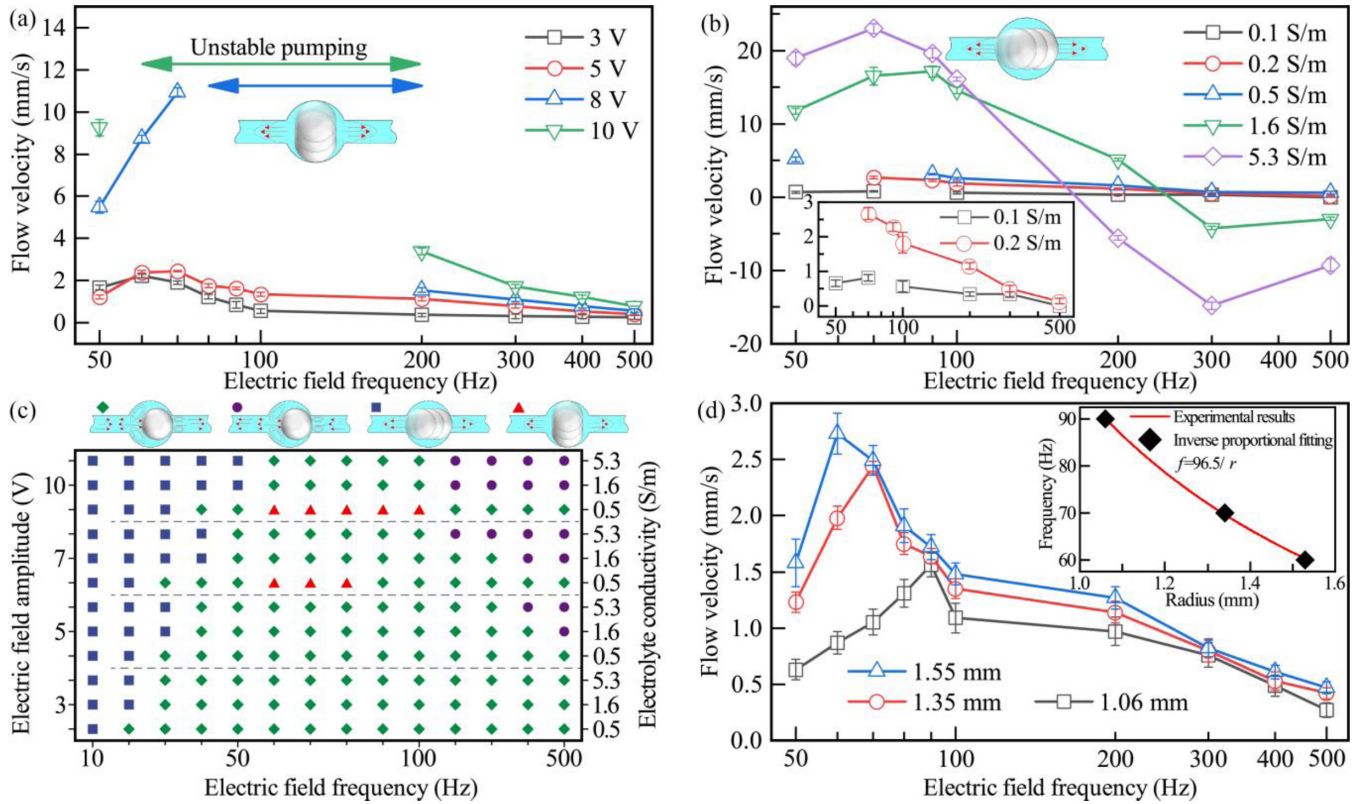 (a)
14
12
10
8
6
4
2
0
Flow velocity (mm/s)
Unstable pumping
3 V
5 V
8 V
10 V
50
100
200
300
400
500
Electric field frequency (Hz)
(b)
20
10
0
-10
-20
Flow velocity (mm/s)
0.1 S/m
0.2 S/m
0.5 S/m
1.6 S/m
5.3 S/m
3
2
1
0
0.1 S/m
0.2 S/m
50
100
500
50
100
200
300
400
500
Electric field frequency (Hz)
(c)
Electric field amplitude (V)
10
7
5
3
5.3
1.6
0.5
5.3
1.6
0.5
5.3
1.6
0.5
5.3
1.6
0.5
Electrolyte conductivity (S/m)
10
50
100
500
Electric field frequency (Hz)
(d)
3.0
2.5
2.0
1.5
1.0
0.5
0.0
Flow velocity (mm/s)
1.55 mm
1.35 mm
1.06 mm
90
80
70
60
Frequency (Hz)
Experimental results
Inverse proportional fitting
f=96.5/ r
1.0
1.2
1.4
1.6
Radius (mm)
50
100
200
300
400
500
Electric field frequency (Hz)